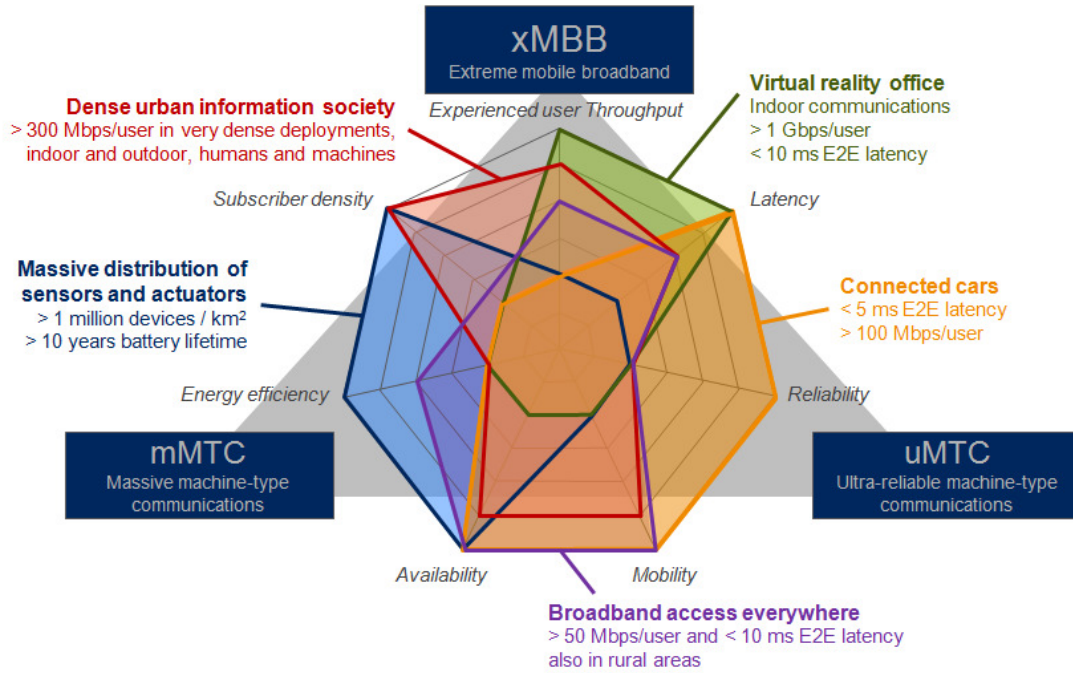 xMBB
Extreme mobile broadband
Experienced user Throughput
Dense urban information society
> 300 Mbps/user in very dense deployments,
indoor and outdoor, humans and machines
Virtual reality office
Indoor communications
> 1 Gbps/user
< 10 ms E2E latency
Subscriber density
Latency
Massive distribution of
sensors and actuators
> 1 million devices / km²
> 10 years battery lifetime
Connected cars
< 5 ms E2E latency
> 100 Mbps/user
Energy efficiency
Reliability
mMTC
Massive machine-type
communications
uMTC
Ultra-reliable machine-type
communications
Availability
Mobility
Broadband access everywhere
> 50 Mbps/user and < 10 ms E2E latency
also in rural areas